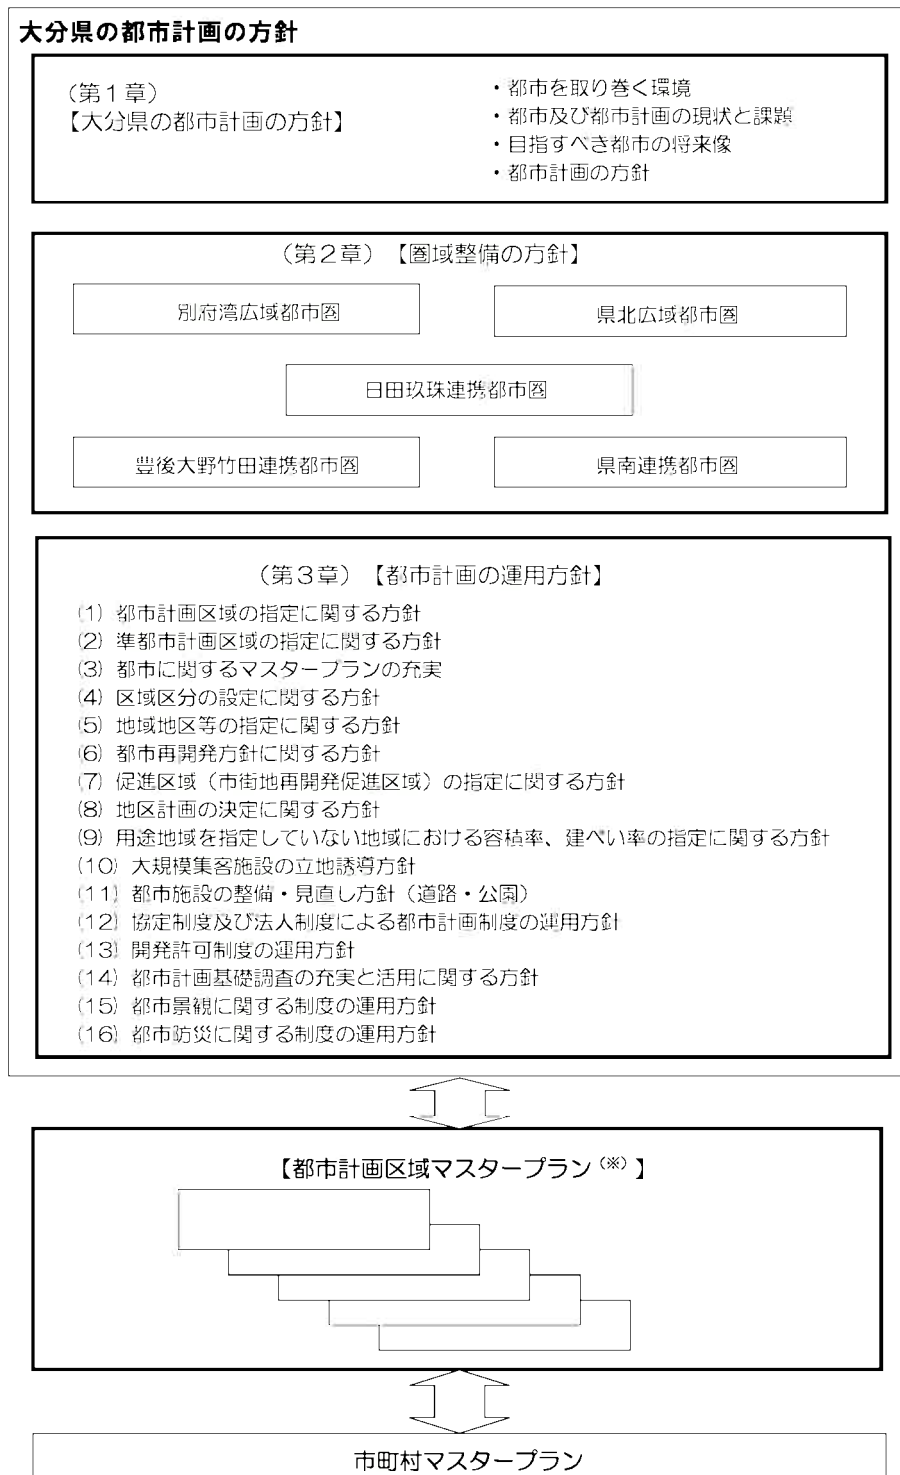 大分県の都市計画の方針
(第1章)
【大分県の都市計画の方針】
・都市を取り巻く環境
・都市及び都市計画の現状と課題
・目指すべき都市の将来像
・都市計画の方針
(第2章)【圏域整備の方針】
別府湾広域都市圏
県北広域都市圏
日田玖珠連携都市圏
豊後大野竹田連携都市圏
県南連携都市圏
(第3章)【都市計画の運用方針】
(1) 都市計画区域の指定に関する方針
(2) 準都市計画区域の指定に関する方針
(3) 都市に関するマスタープランの充実
(4) 区域区分の設定に関する方針
(5) 地域地区等の指定に関する方針
(6) 都市再開発方針に関する方針
(7) 促進区域(市街地再開発促進区域)の指定に関する方針
(8) 地区計画の決定に関する方針
(9) 用途地域を指定していない地域における容積率、建ぺい率の指定に関する方針
(10) 大規模集客施設の立地誘導方針
(11) 都市施設の整備・見直し方針(道路・公園)
(12) 協定制度及び法人制度による都市計画制度の運用方針
(13) 開発許可制度の運用方針
(14) 都市計画基礎調査の充実と活用に関する方針
(15) 都市景観に関する制度の運用方針
(16) 都市防災に関する制度の運用方針
【都市計画区域マスタープラン(※)】
市町村マスタープラン